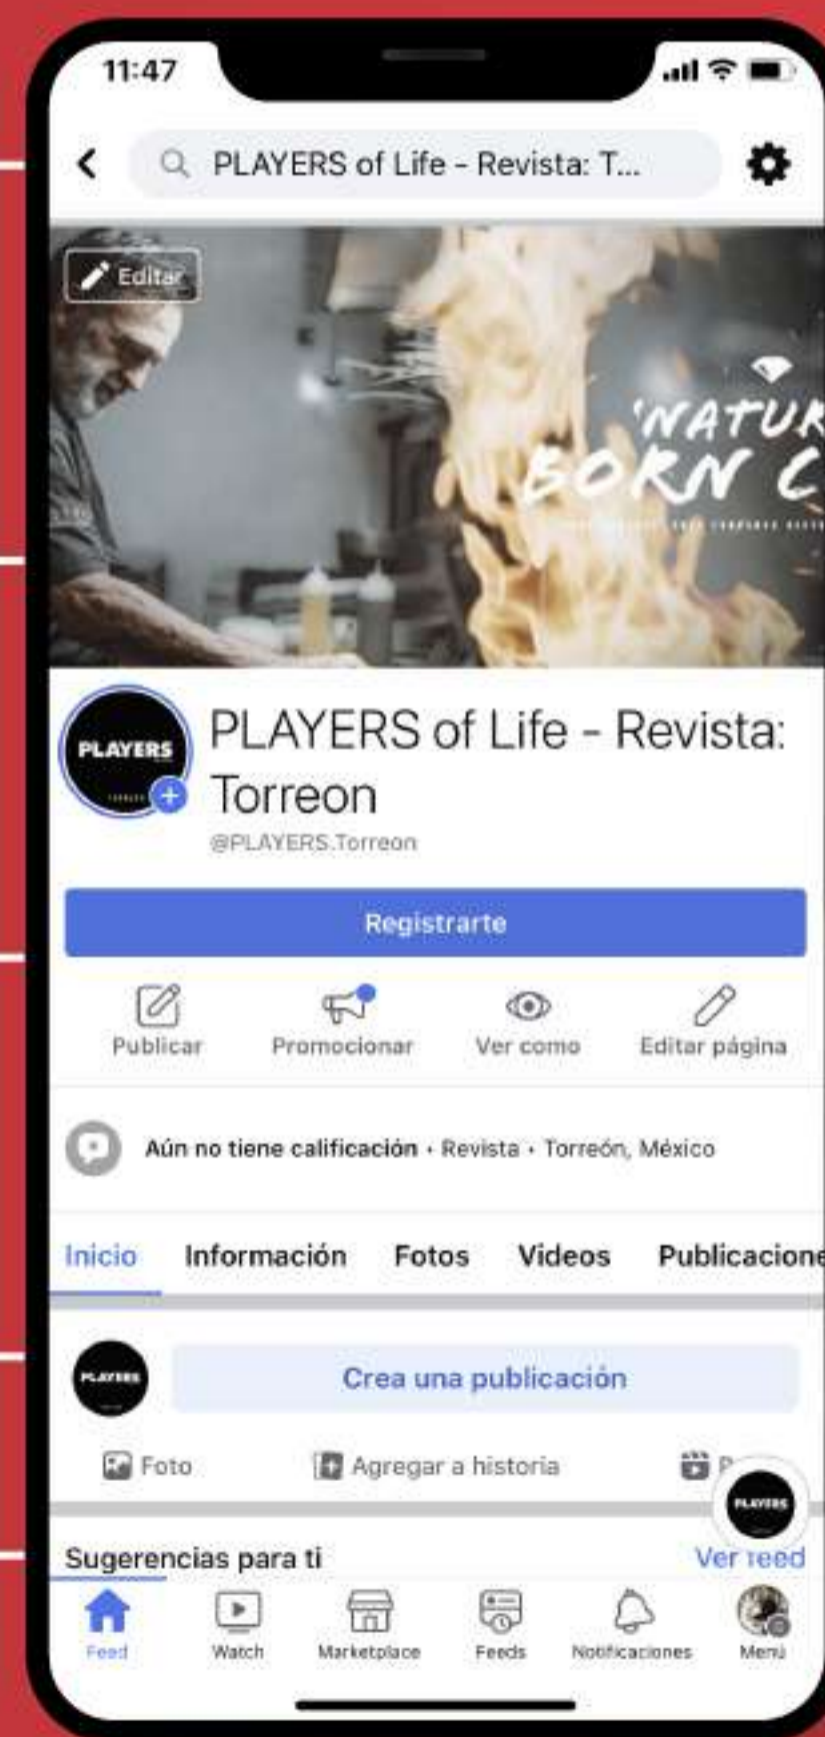 11:47
PLAYERS of Life - Revista: T...
Editar
'NATUR
BORN C
PLAYERS
PLAYERS of Life - Revista:
Torreon
@PLAYERS.Torreon
Registrarte
Publicar Promocionar Ver como Editar página
Aún no tiene calificación • Revista • Torreón, México
Inicio Información Fotos Videos Publicacione
PLAYERS
Crea una publicación
Foto Agregar a historia
PLAYERS
Sugerencias para ti Ver feed
Feed Watch Marketplace Feeds Notificaciones Menú